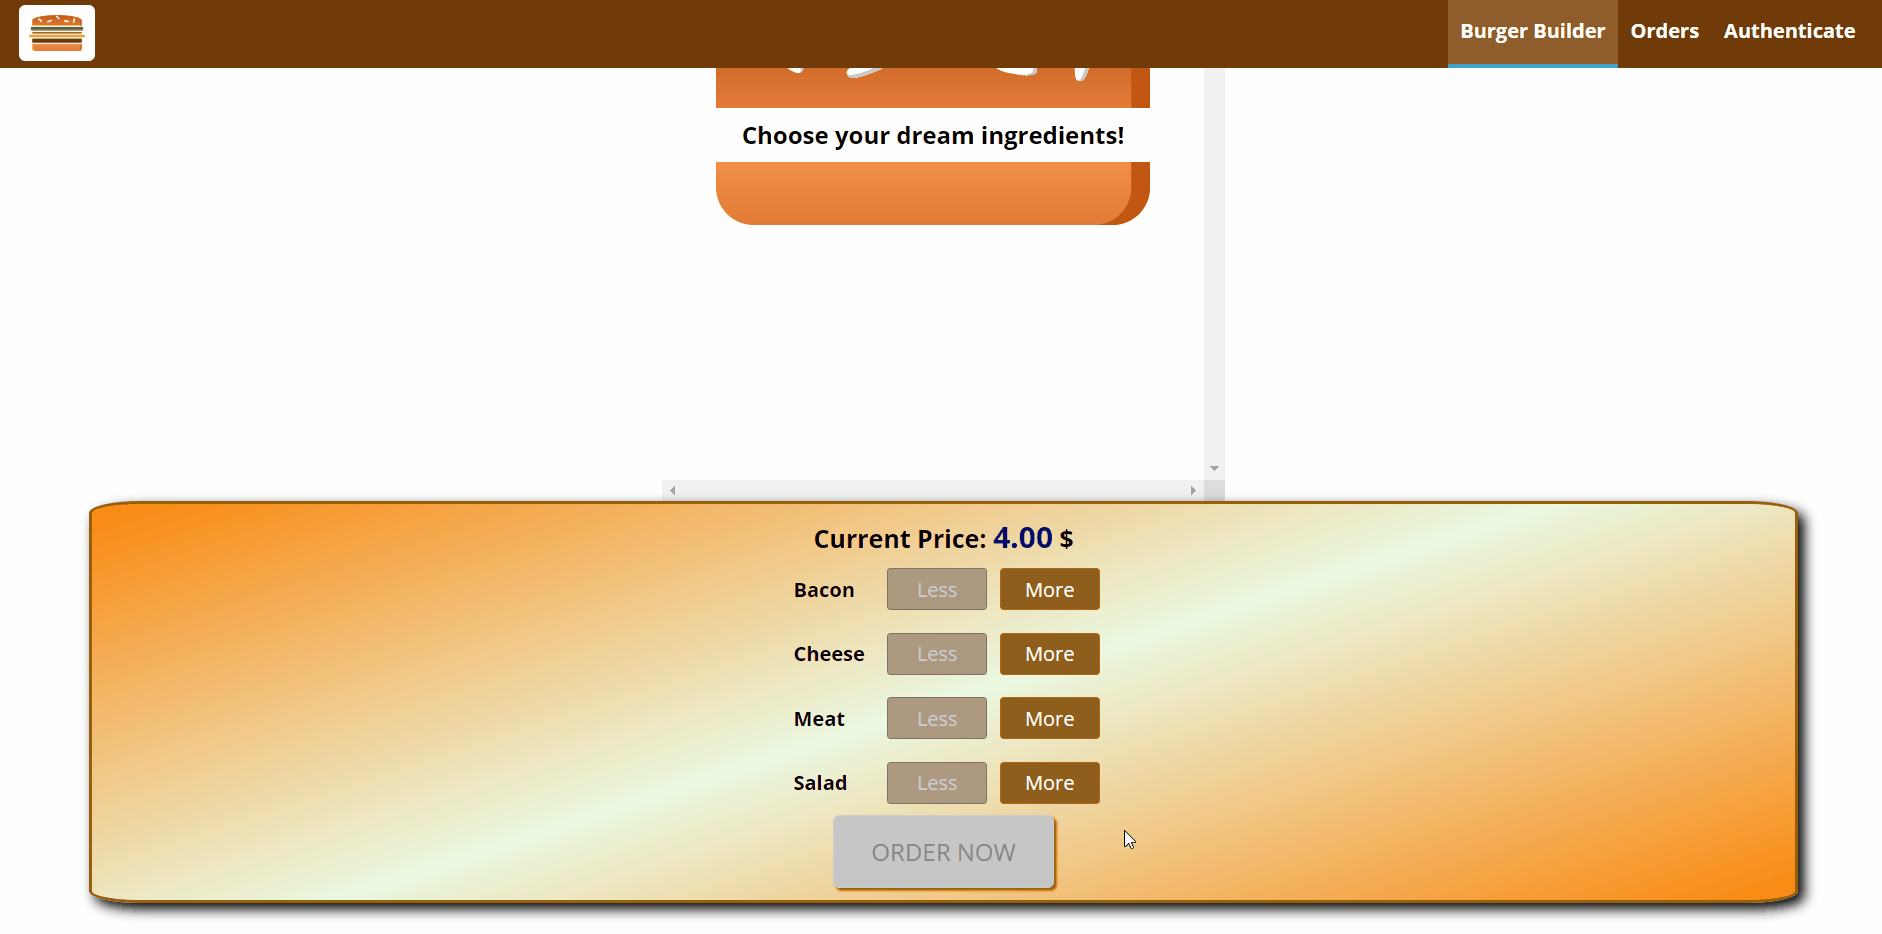 Burger Builder Orders Authenticate
Choose your dream ingredients!
Current Price: 4.00 $
Bacon Less More
Cheese Less More
Meat Less More
Salad Less More
ORDER NOW